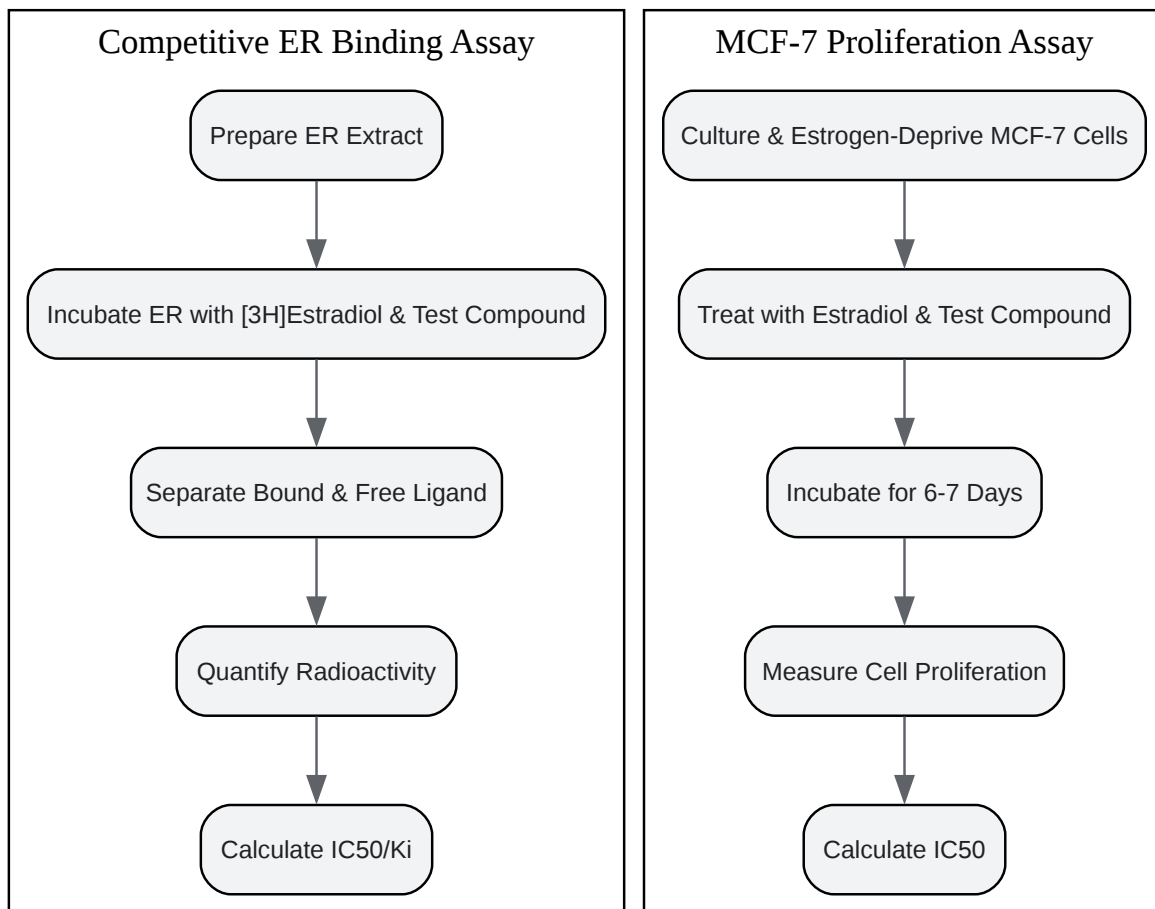 Competitive ER Binding Assay
Prepare ER Extract
Incubate ER with [3H]Estradiol & Test Compound
Separate Bound & Free Ligand
Quantify Radioactivity
Calculate IC50/Ki
MCF-7 Proliferation Assay
Culture & Estrogen-Deprive MCF-7 Cells
Treat with Estradiol & Test Compound
Incubate for 6-7 Days
Measure Cell Proliferation
Calculate IC50